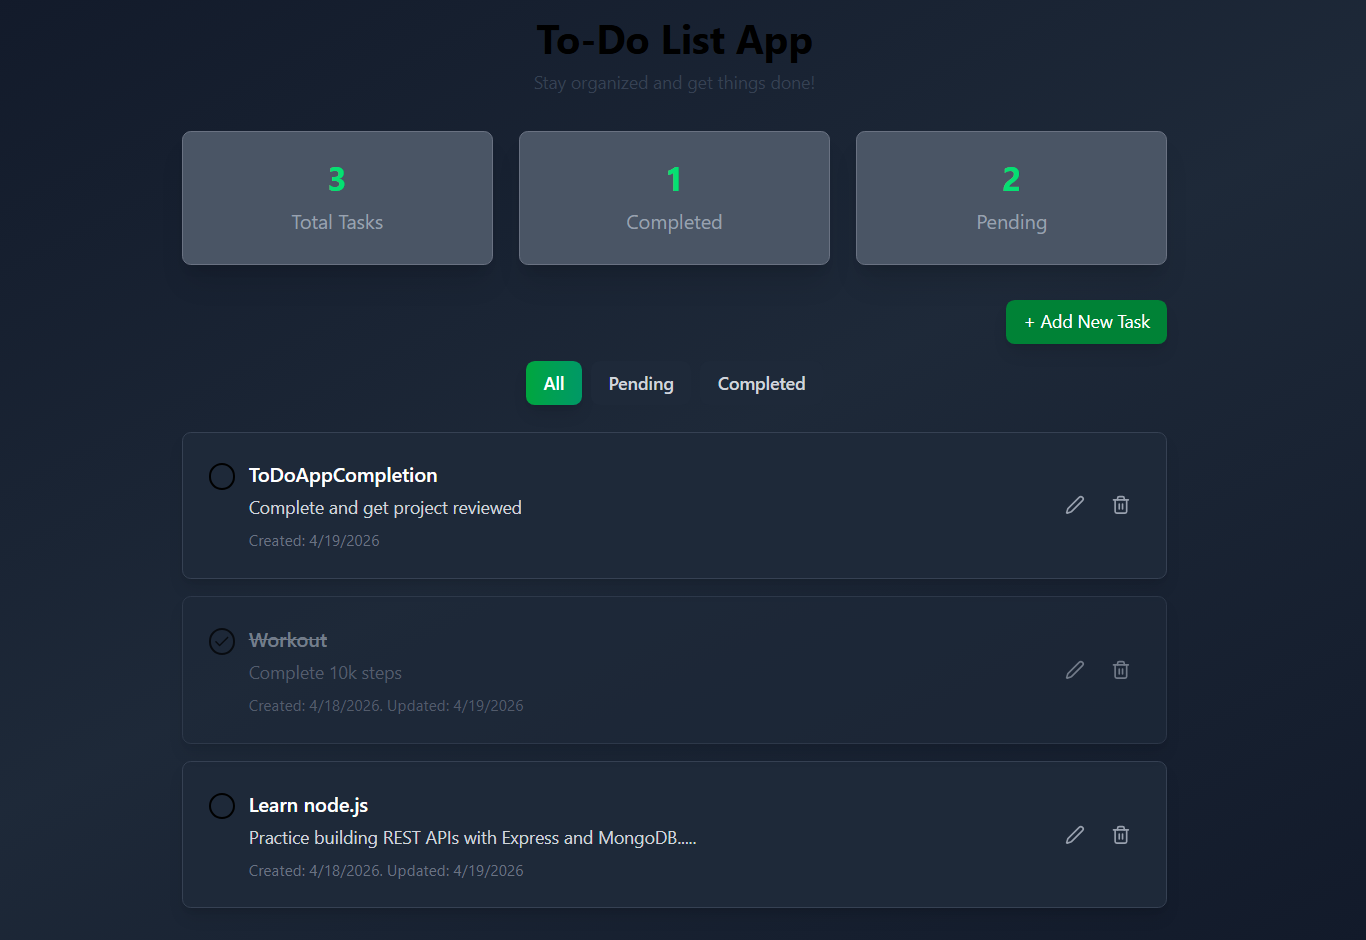 To-Do List App
Stay organized and get things done!
3
Total Tasks
1
Completed
2
Pending
+ Add New Task
All
Pending
Completed
ToDoAppCompletion
Complete and get project reviewed
Created: 4/19/2026
Workout
Complete 10k steps
Created: 4/18/2026. Updated: 4/19/2026
Learn node.js
Practice building REST APIs with Express and MongoDB.....
Created: 4/18/2026. Updated: 4/19/2026